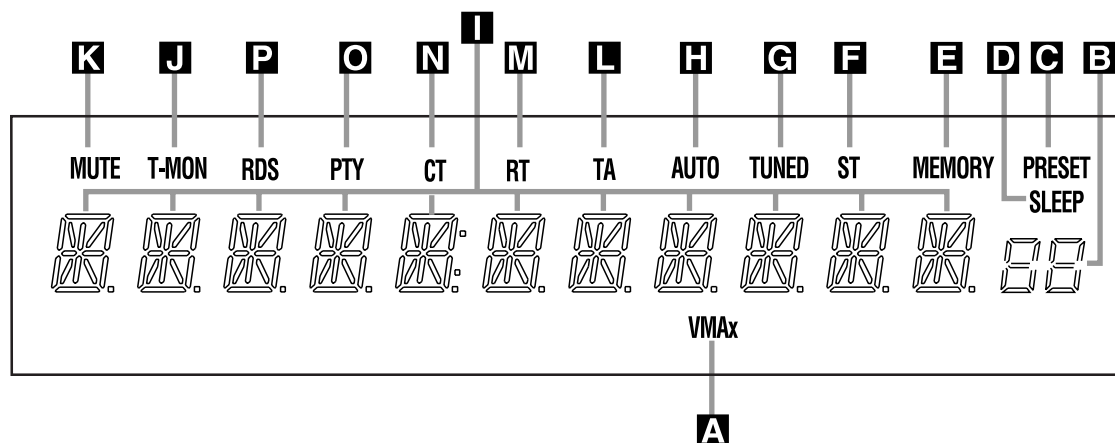 I
K J P O N M L H G F E D C B
MUTE T-MON RDS PTY CT RT TA AUTO TUNED ST MEMORY PRESET
SLEEP
VMAx
A